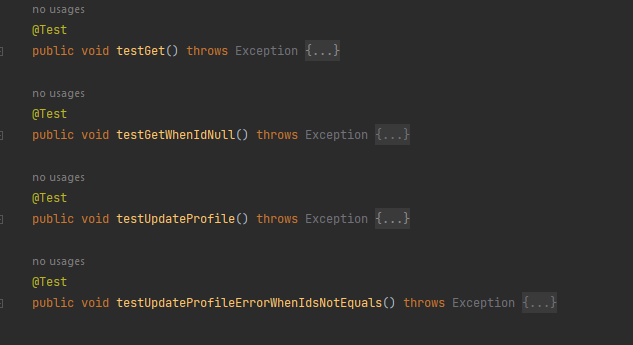 no usages
@Test
public void testGet() throws Exception {...}
no usages
@Test
public void testGetWhenIdNull() throws Exception {...}
no usages
@Test
public void testUpdateProfile() throws Exception {...}
no usages
@Test
public void testUpdateProfileErrorWhenIdsNotEquals() throws Exception {...}